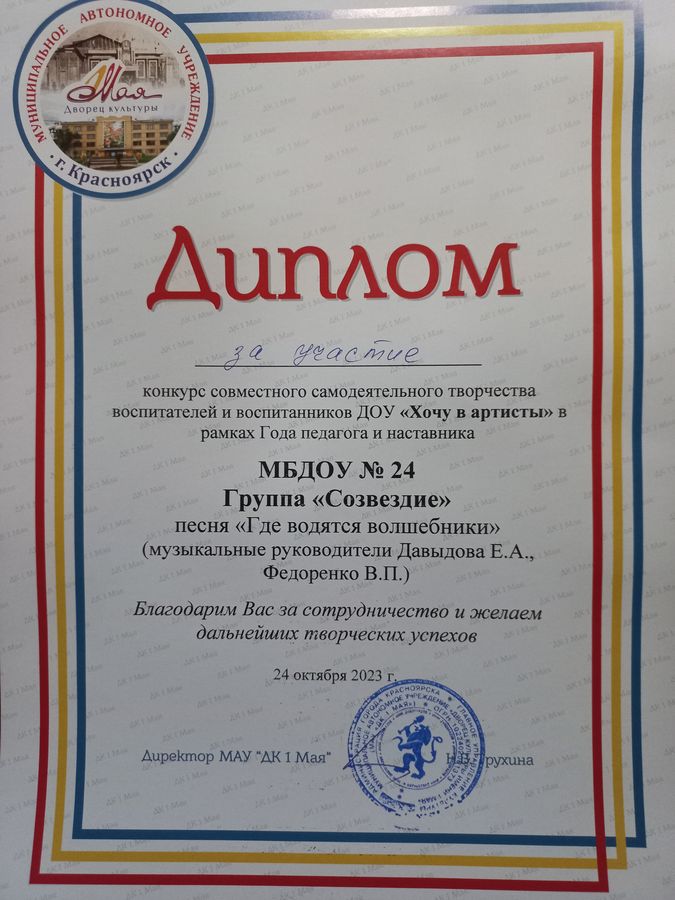 МУНИЦИПАЛЬНОЕ АВТОНОМНОЕ УЧРЕЖДЕНИЕ
1 Мая
Дворец культуры
· г. Красноярск ·
Диплом
за участие
конкурс совместного самодеятельного творчества
воспитателей и воспитанников ДОУ «Хочу в артисты» в
рамках Года педагога и наставника
МБДОУ № 24
Группа «Созвездие»
песня «Где водятся волшебники»
(музыкальные руководители Давыдова Е.А.,
Федоренко В.П.)
Благодарим Вас за сотрудничество и желаем
дальнейших творческих успехов
24 октября 2023 г.
Директор МАУ "ДК 1 Мая"